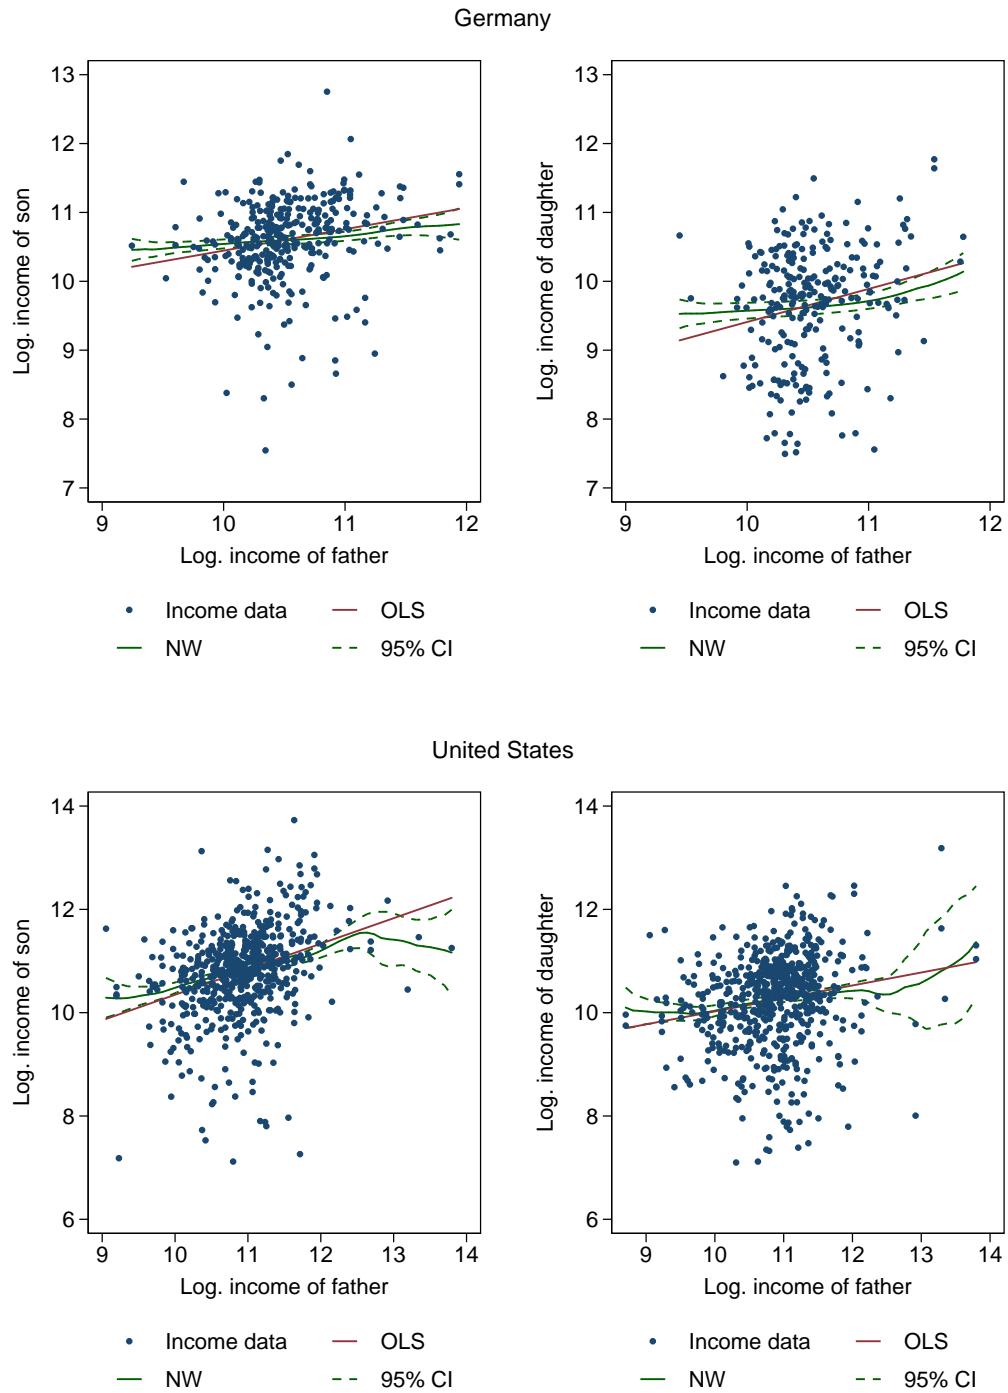 Germany
13
12
11
10
9
8
7
Log. income of son
9 10 11 12
Log. income of father
Income data OLS
NW 95% CI
13
12
11
10
9
8
7
Log. income of daughter
9 10 11 12
Log. income of father
Income data OLS
NW 95% CI
United States
14
12
10
8
6
Log. income of son
9 10 11 12 13 14
Log. income of father
Income data OLS
NW 95% CI
14
12
10
8
6
Log. income of daughter
9 10 11 12 13 14
Log. income of father
Income data OLS
NW 95% CI